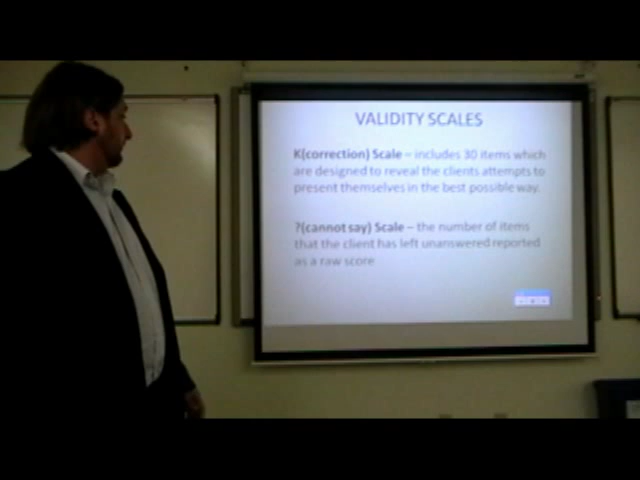 VALIDITY SCALES
K(correction) Scale – includes 30 items which
are designed to reveal the clients attempts to
present themselves in the best possible way.
?(cannot say) Scale – the number of items
that the client has left unanswered reported
as a raw score